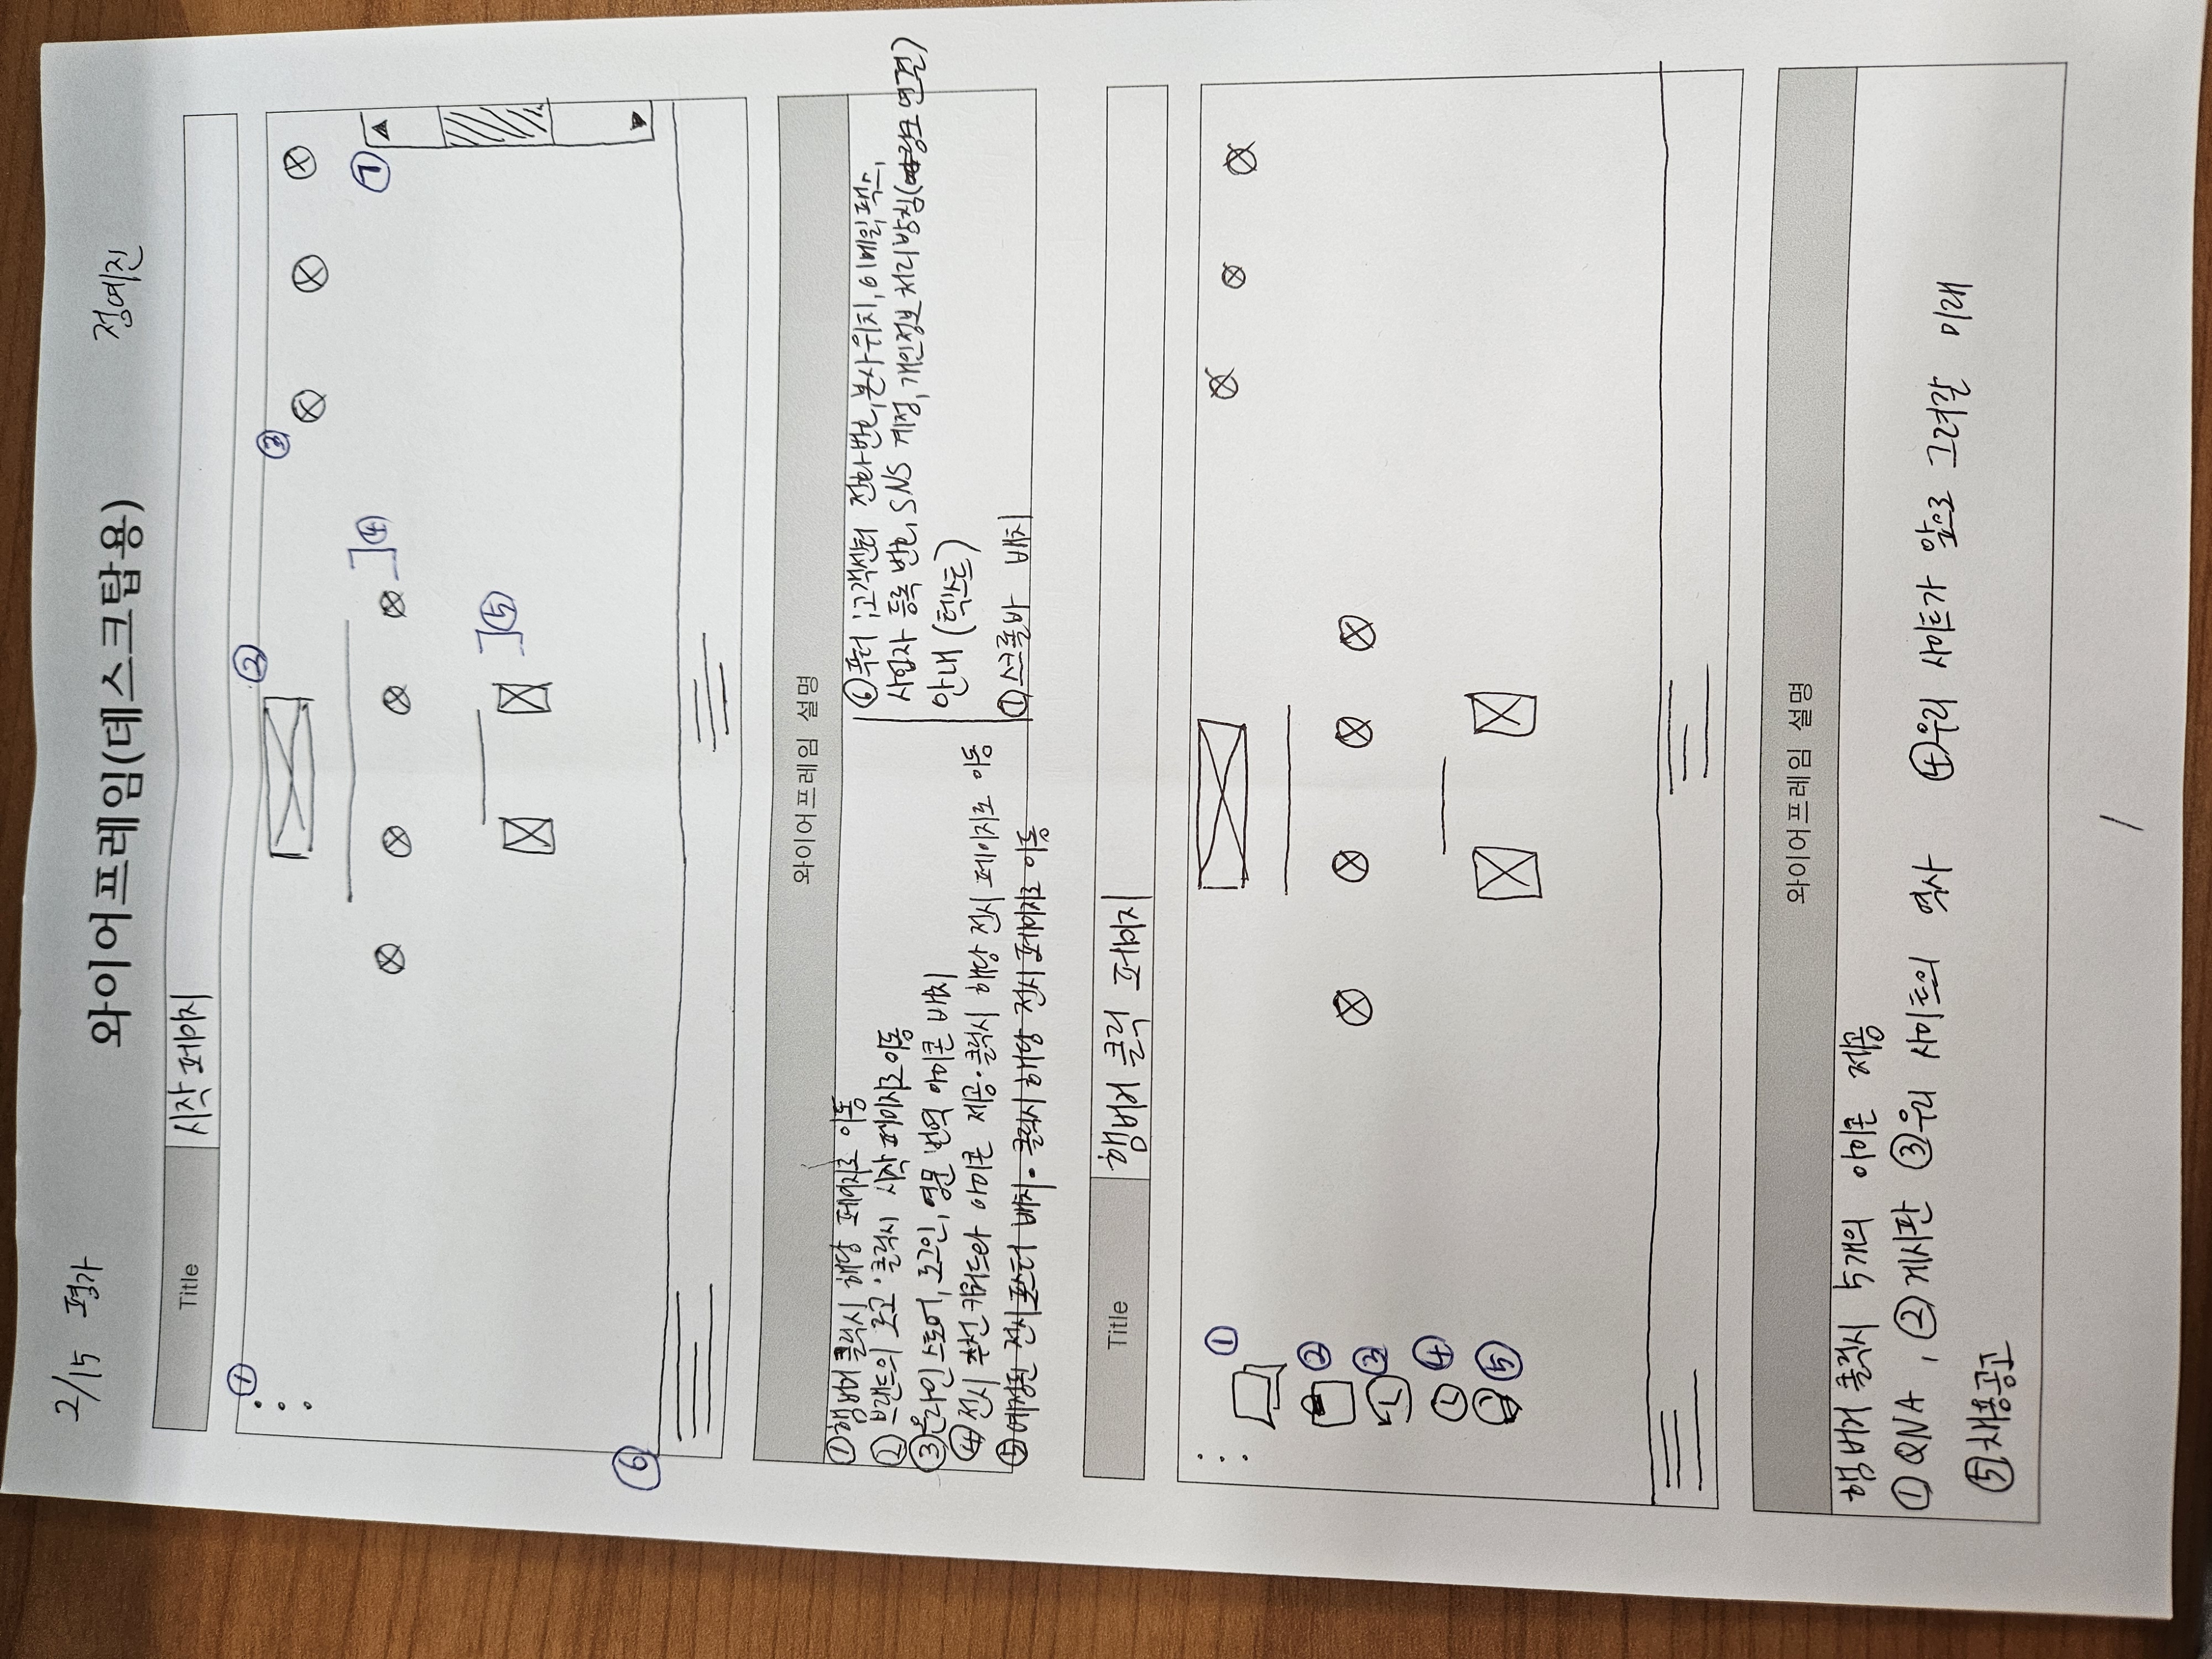 2/15 평가
와이어프레임(데스크탑용)
정예진
Title
시작 페이지
①
②
③
④
⑦
⑤
⑥
와이어프레임 설명
①햄버거 클릭시 해당 페이지로 이동
② 브랜드의 로고·클릭시 시작 페이지로 이동
③온라인 스토어, 로그인, 영문 번역 아이콘 배치
④전시 추천 키워드와 아이콘 제공·클릭시 해당 전시 페이지로 이동
⑤예정된 전시 포스터 배치·클릭시 해당 전시 페이지로 이동
⑥푸터 ;고객센터 전화번호, 본사 위치, 이메일, 팩스,
사업자 등록 번호, SNS 계정, 개인정보 처리방침(링크 연결)
안내 (텍스트)
⑦스크롤바 배치
Title
햄버거 클릭 페이지
①
②
③
④
⑤
와이어프레임 설명
햄버거 클릭시 5개의 아이콘 제공
① QNA , ②게시판 ③우리 사이트의 역사 ④우리 사이트가 앞으로 그려갈 미래
⑤채용공고
1